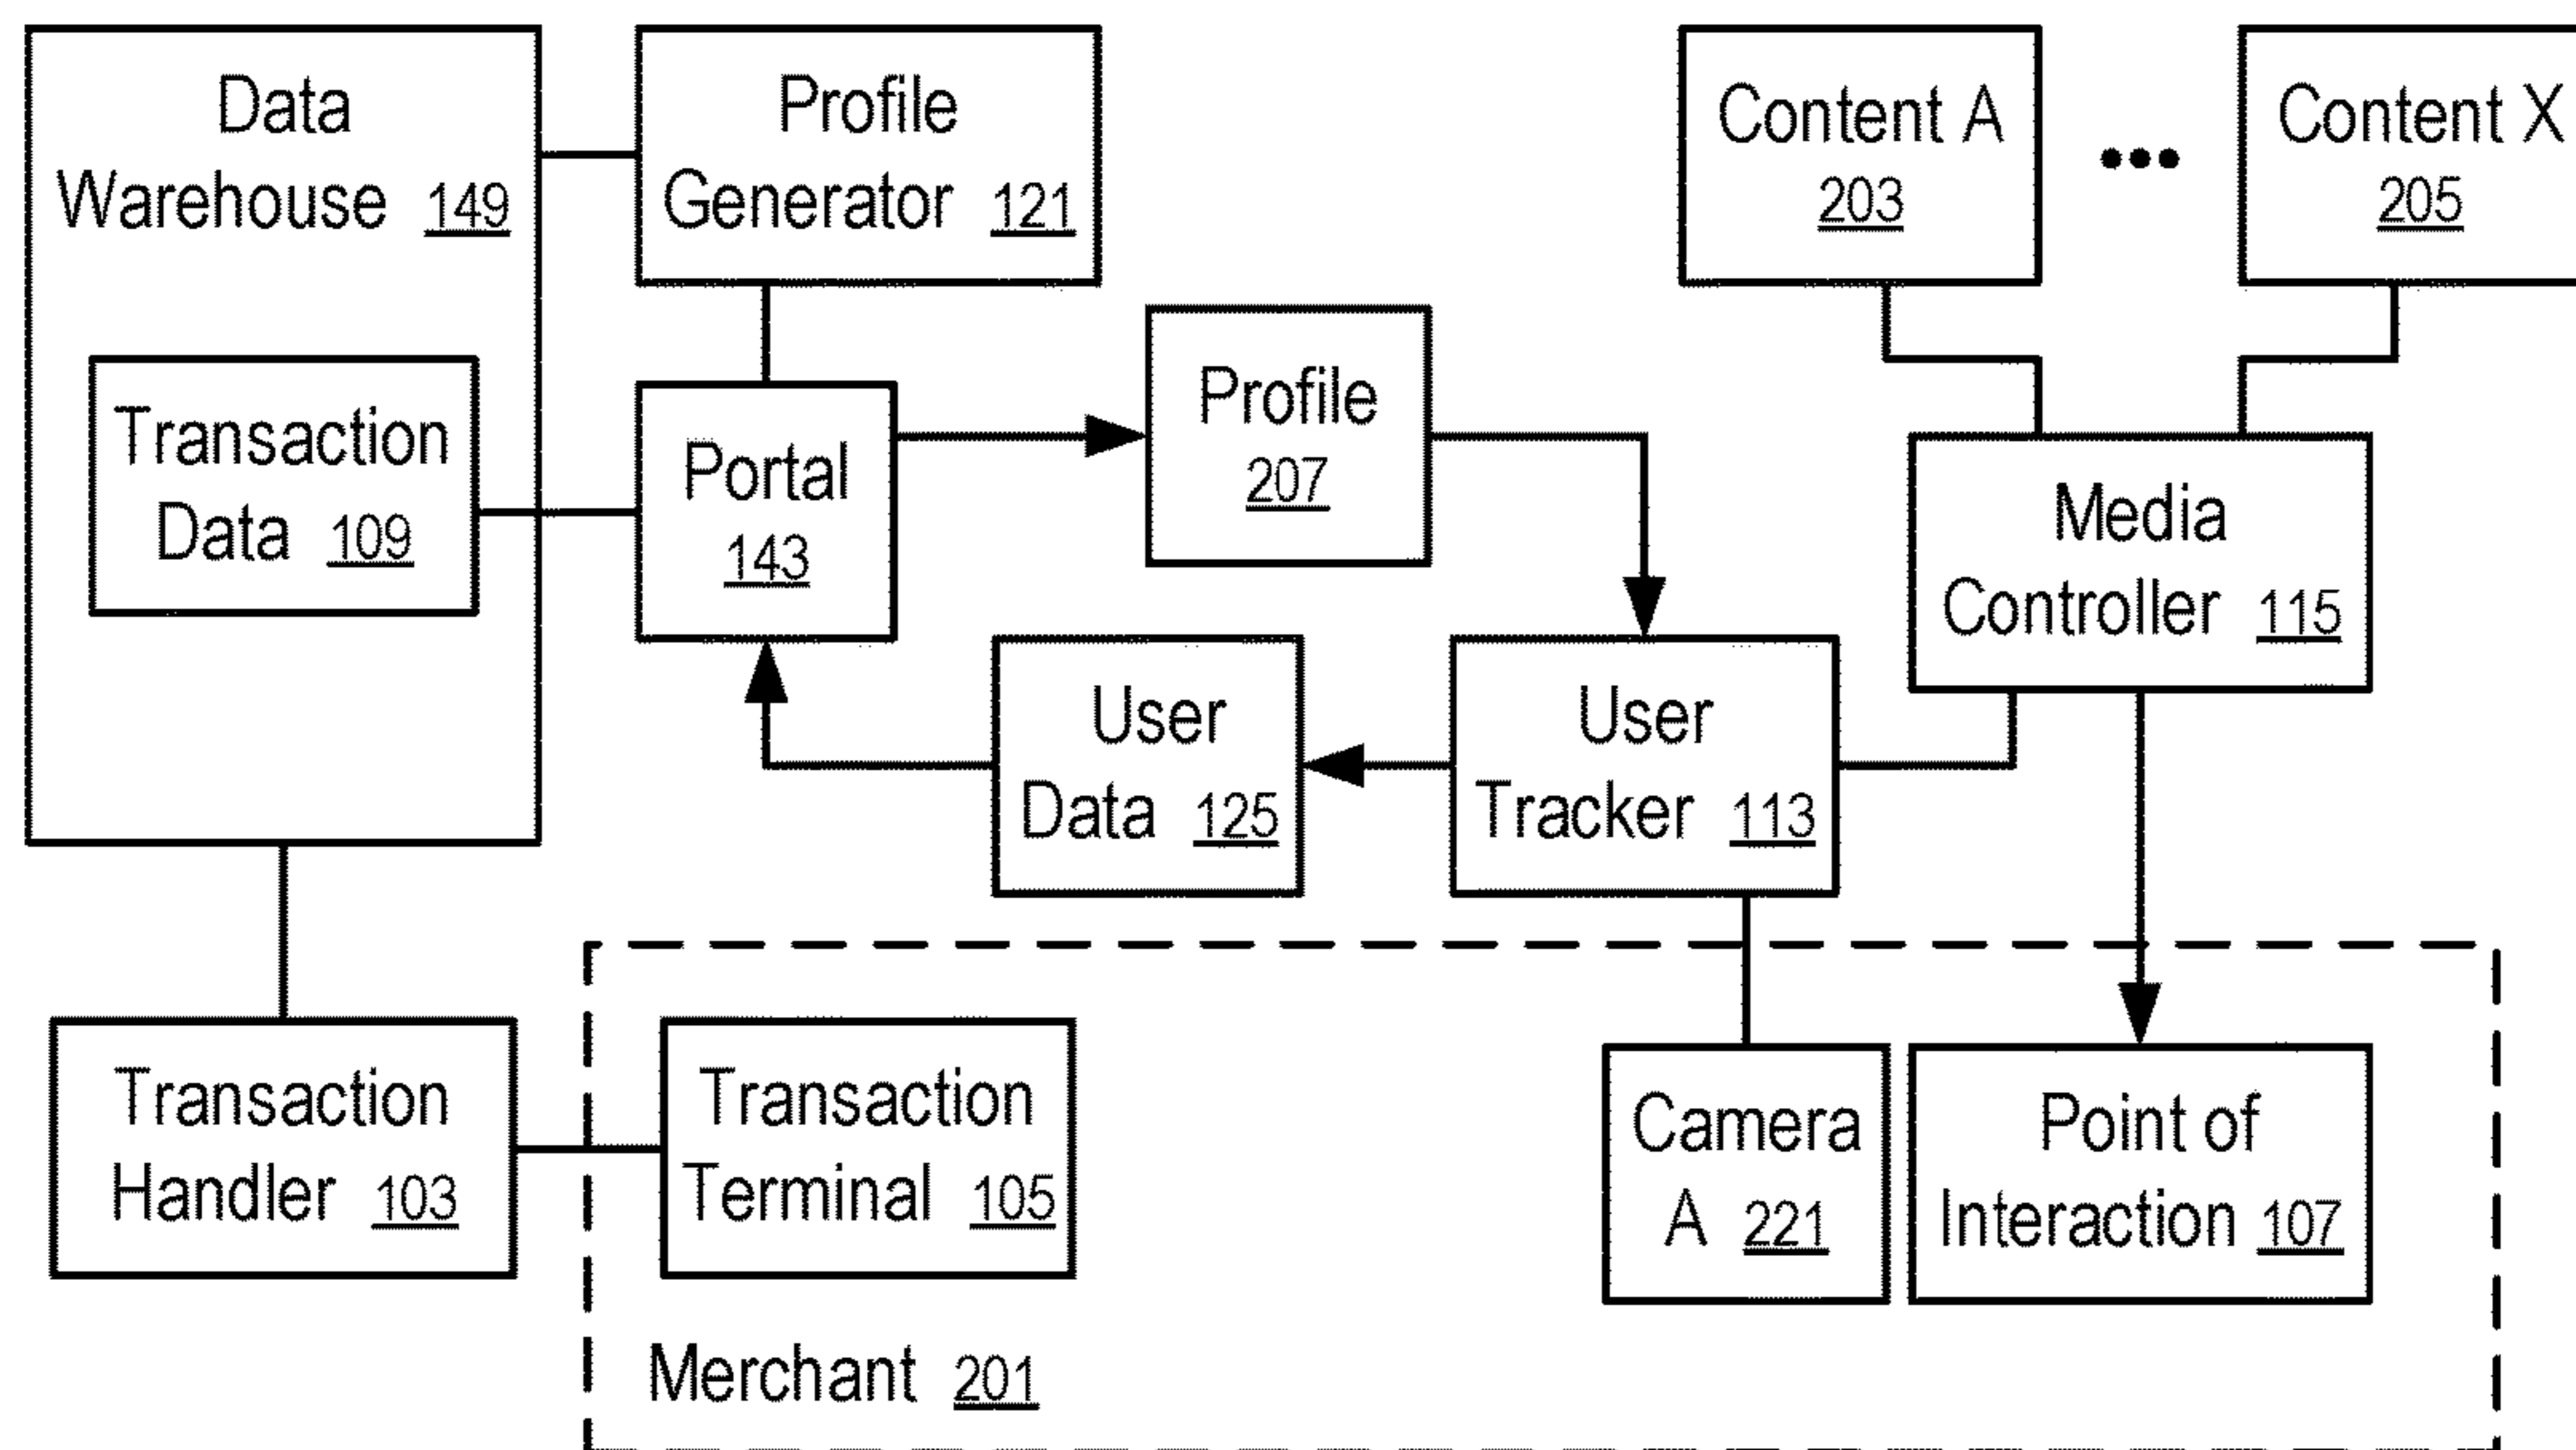 Data
Warehouse 149
Profile
Generator 121
Content A
203
•••
Content X
205
Transaction
Data 109
Portal
143
Profile
207
Media
Controller 115
User
Data 125
User
Tracker 113
Transaction
Handler 103
Transaction
Terminal 105
Camera
A 221
Point of
Interaction 107
Merchant 201